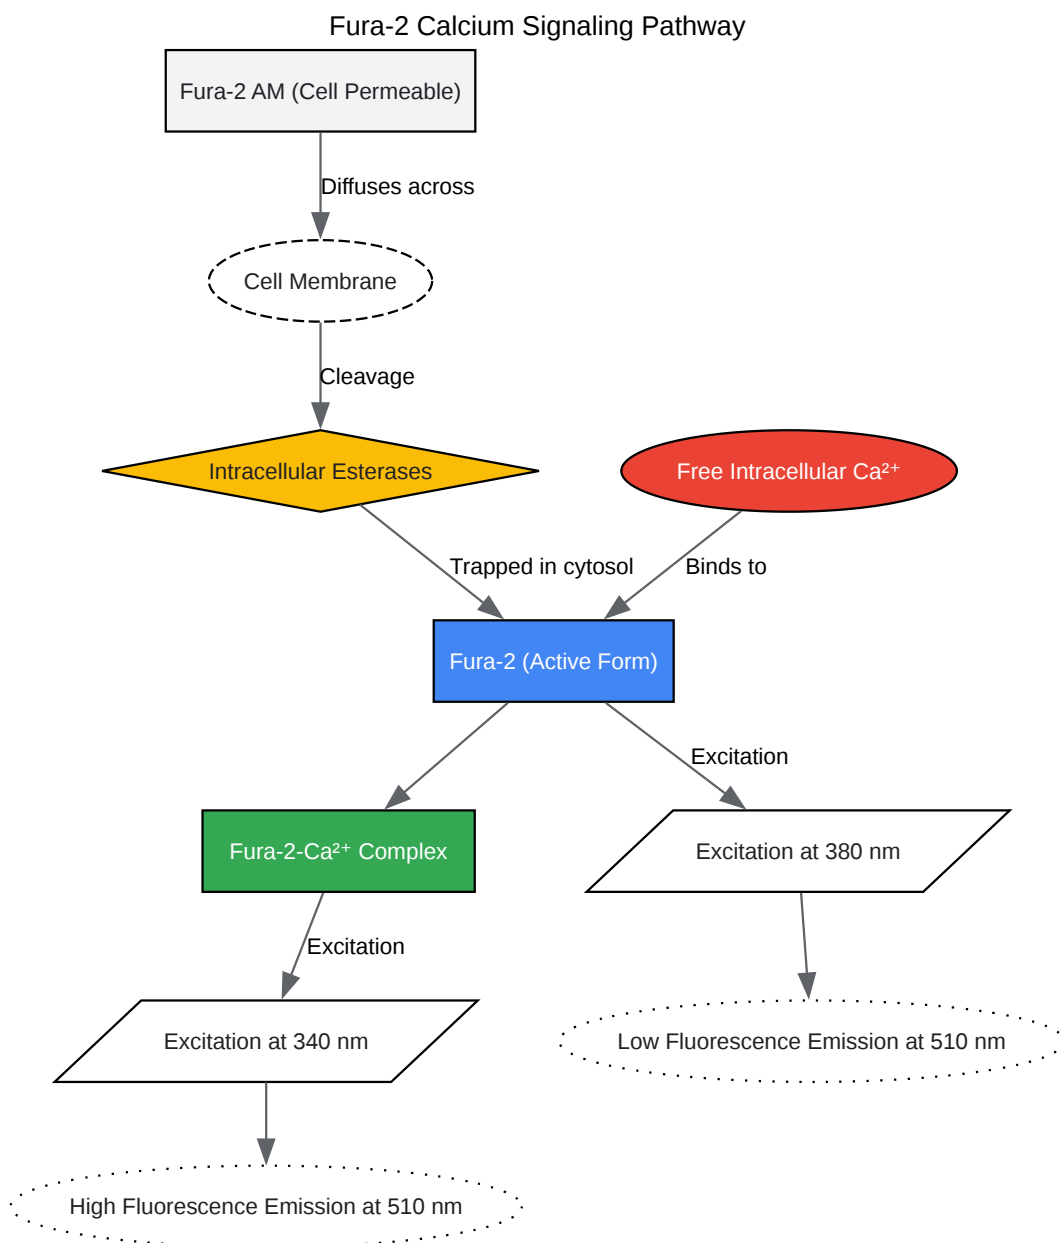 Fura-2 Calcium Signaling Pathway
Fura-2 AM (Cell Permeable)
Diffuses across
Cell Membrane
Cleavage
Intracellular Esterases
Free Intracellular Ca²⁺
Trapped in cytosol
Binds to
Fura-2 (Active Form)
Excitation
Fura-2-Ca²⁺ Complex
Excitation at 380 nm
Excitation
Excitation at 340 nm
Low Fluorescence Emission at 510 nm
High Fluorescence Emission at 510 nm